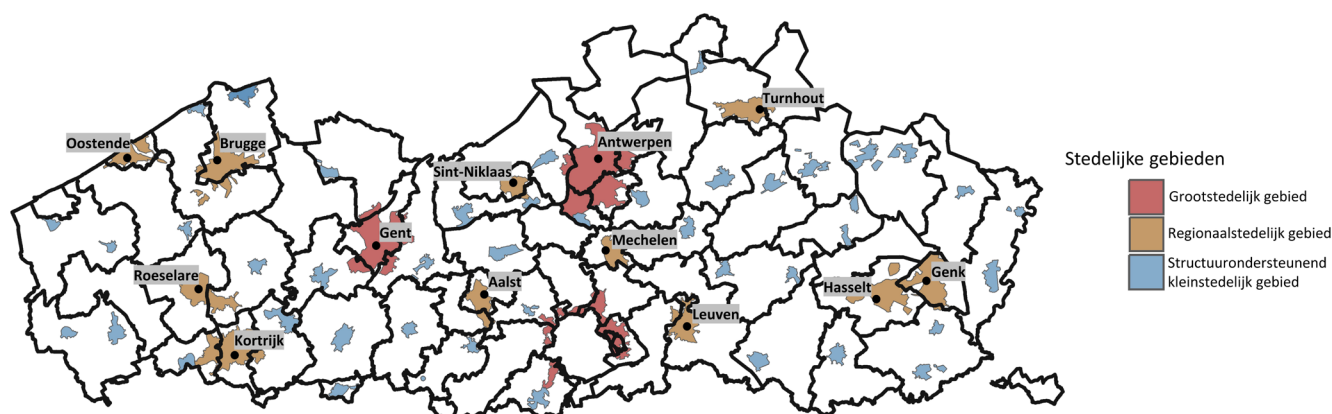 Turnhout
Oostende
Brugge
Antwerpen
Sint-Niklaas
Gent
Mechelen
Roeselare
Aalst
Genk
Hasselt
Leuven
Kortrijk
Stedelijke gebieden
Grootstedelijk gebied
Regionaalstedelijk gebied
Structuurondersteunend
kleinstedelijk gebied